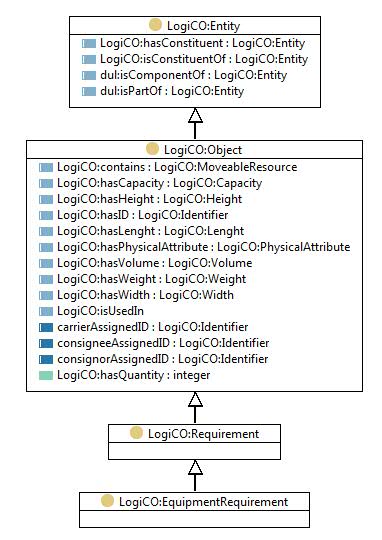 LogiCO:Entity
LogiCO:hasConstituent : LogiCO:Entity
LogiCO:isConstituentOf : LogiCO:Entity
dul:isComponentOf : LogiCO:Entity
dul:isPartOf : LogiCO:Entity
LogiCO:Object
LogiCO:contains : LogiCO:MoveableResource
LogiCO:hasCapacity : LogiCO:Capacity
LogiCO:hasHeight : LogiCO:Height
LogiCO:hasID : LogiCO:Identifier
LogiCO:hasLenght : LogiCO:Lenght
LogiCO:hasPhysicalAttribute : LogiCO:PhysicalAttribute
LogiCO:hasVolume : LogiCO:Volume
LogiCO:hasWeight : LogiCO:Weight
LogiCO:hasWidth : LogiCO:Width
LogiCO:isUsedIn
carrierAssignedID : LogiCO:Identifier
consigneeAssignedID : LogiCO:Identifier
consignorAssignedID : LogiCO:Identifier
LogiCO:hasQuantity : integer
LogiCO:Requirement
LogiCO:EquipmentRequirement